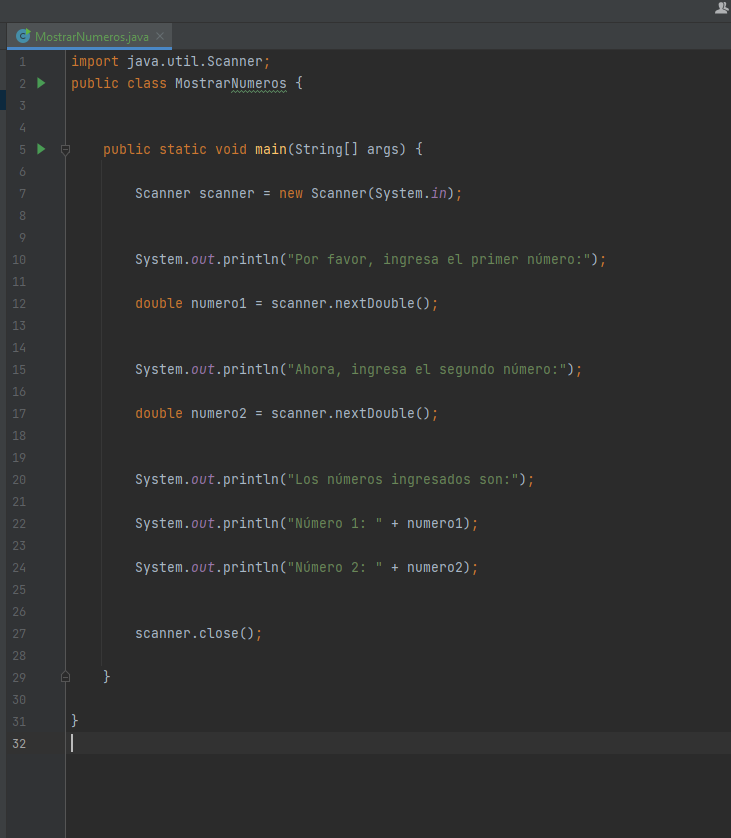 MostrarNumeros.java
1 import java.util.Scanner;
2 public class MostrarNumeros {
3
4
5 public static void main(String[] args) {
6
7 Scanner scanner = new Scanner(System.in);
8
9
10 System.out.println("Por favor, ingresa el primer número:");
11
12 double numero1 = scanner.nextDouble();
13
14
15 System.out.println("Ahora, ingresa el segundo número:");
16
17 double numero2 = scanner.nextDouble();
18
19
20 System.out.println("Los números ingresados son:");
21
22 System.out.println("Número 1: " + numero1);
23
24 System.out.println("Número 2: " + numero2);
25
26
27 scanner.close();
28
29 }
30
31 }
32